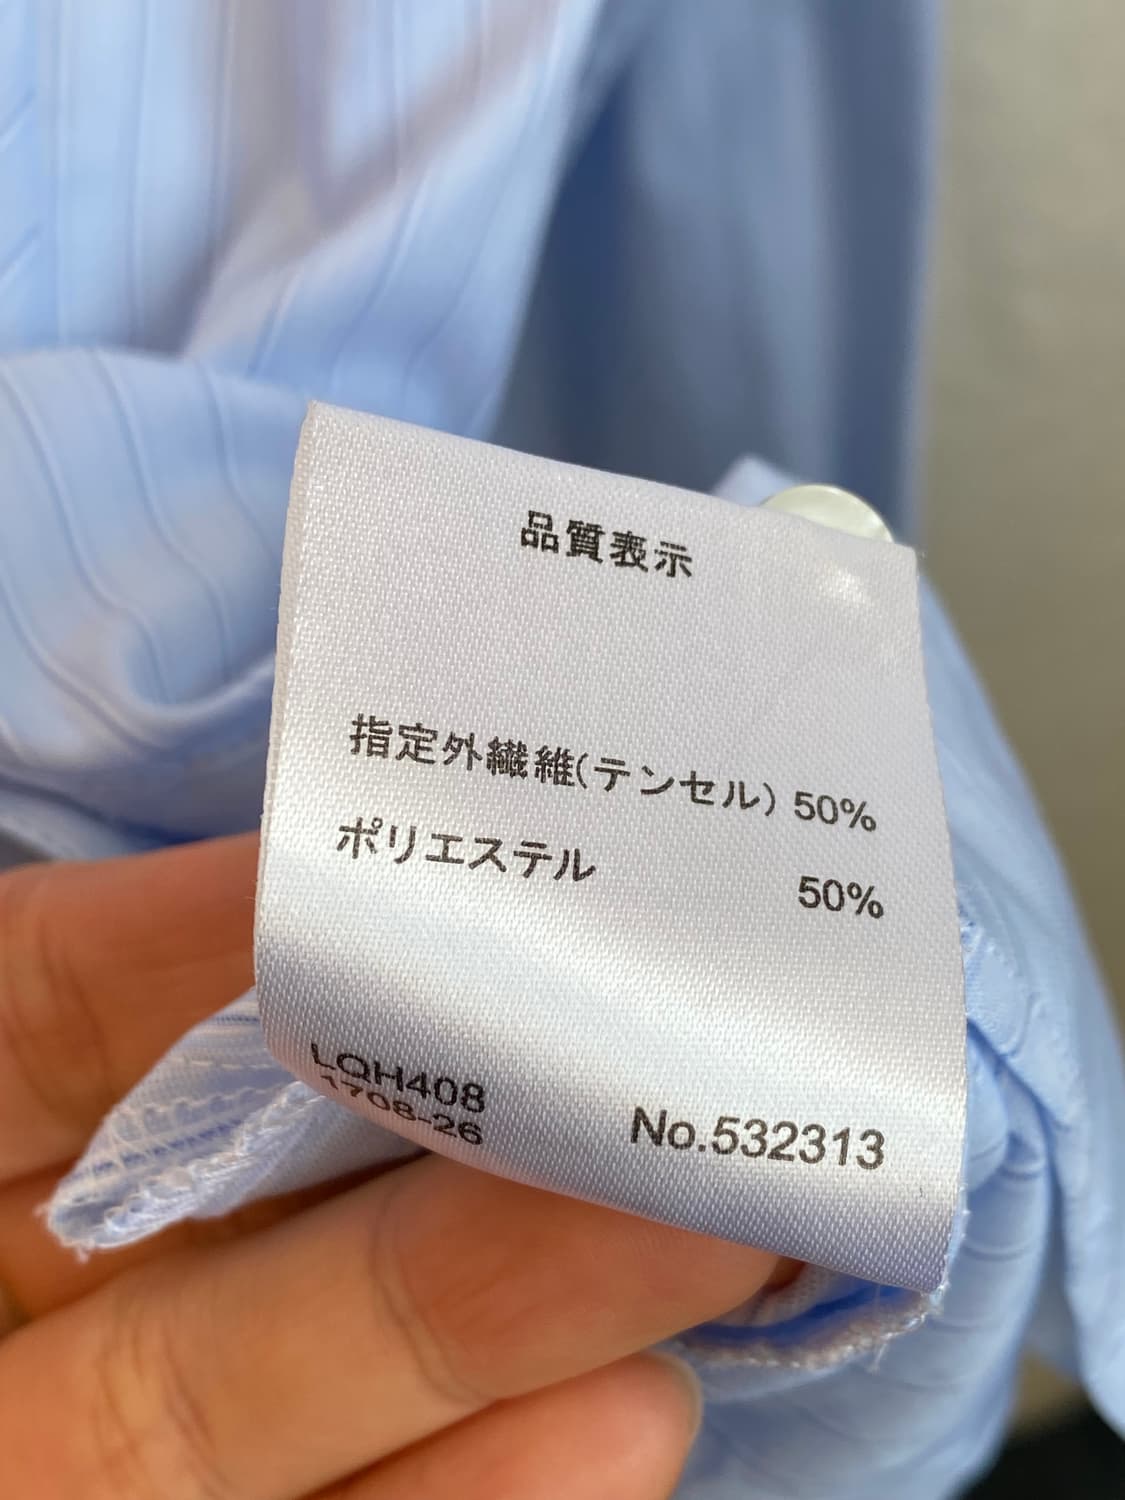 品質表示
指定外繊維(テンセル) 50%
ポリエステル 50%
LQH408
1708-26
No.532313